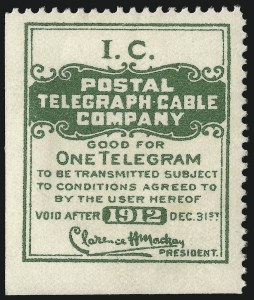 I. C.
POSTAL
TELEGRAPH-CABLE
COMPANY
GOOD FOR
ONE TELEGRAM
TO BE TRANSMITTED SUBJECT
TO CONDITIONS AGREED TO
BY THE USER HEREOF
VOID AFTER 1912 DEC. 31ST
Clarence H Mackay
PRESIDENT.